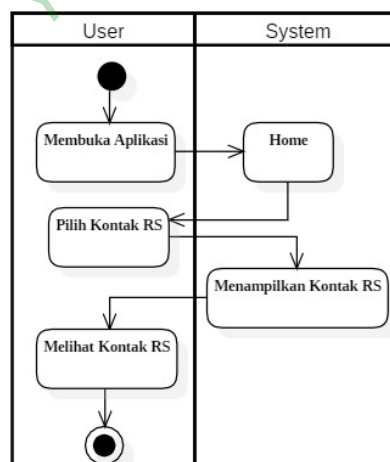 User
System
Membuka Aplikasi
Home
Pilih Kontak RS
Menampilkan Kontak RS
Melihat Kontak RS